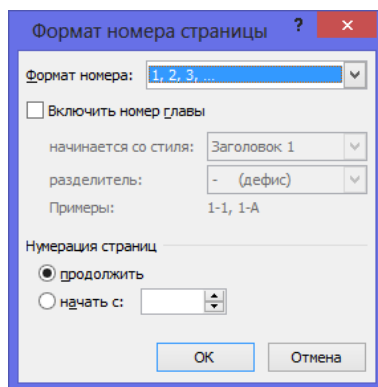 Формат номера страницы ? ×
Формат номера: 1, 2, 3, ...
Включить номер главы
начинается со стиля: Заголовок 1
разделитель: - (дефис)
Примеры: 1-1, 1-A
Нумерация страниц
продолжить
начать с:
ОК Отмена